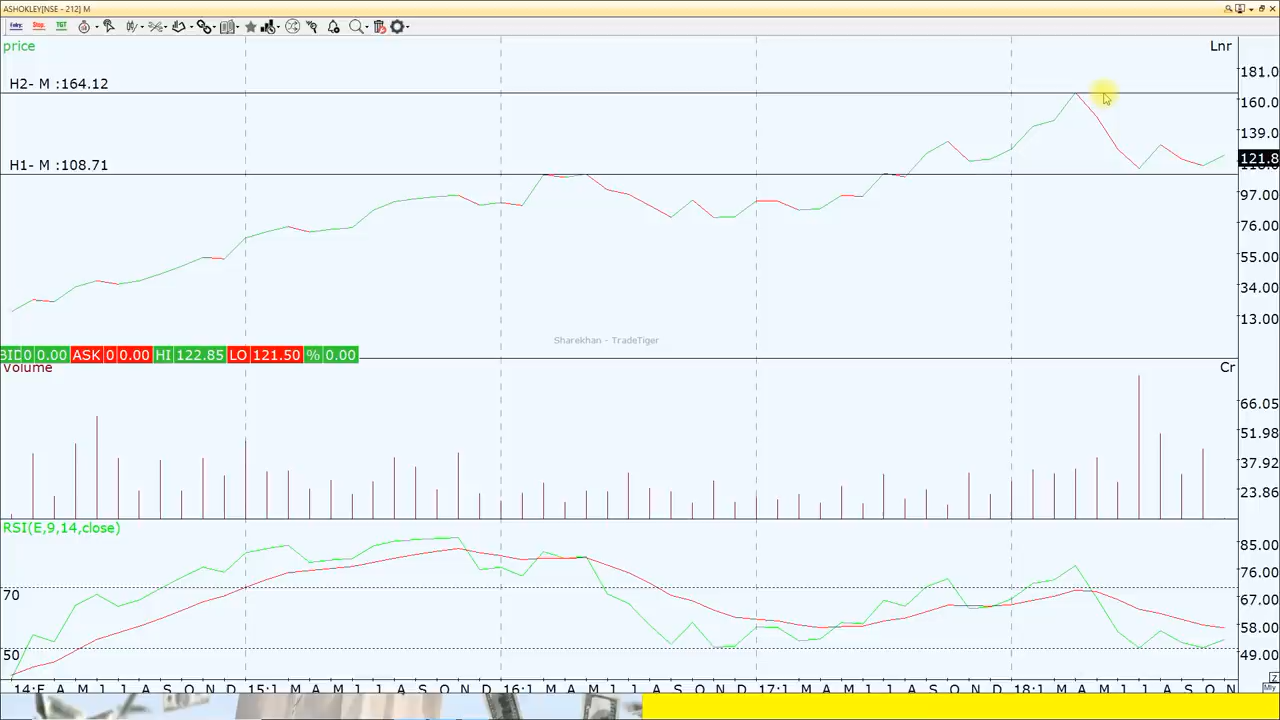 ASHOKLEY[NSE - 212] M
Entry Stop TGT
price
Lnr
H2- M :164.12
181.0
160.0
139.0
H1- M :108.71
121.8
97.00
76.00
55.00
34.00
13.00
Sharekhan - TradeTiger
BID 0 0.00 ASK 0 0.00 HI 122.85 LO 121.50 % 0.00
Volume
Cr
66.05
51.98
37.92
23.86
RSI(E,9,14,close)
85.00
76.00
70
67.00
58.00
50
49.00
14:F A M J J A S O N D 15:1 M A M J J A S O N D 16:1 M A M J J A S O N D 17:1 M A M J J A S O N D 18:1 M A M J J A S O N
Z
Mly